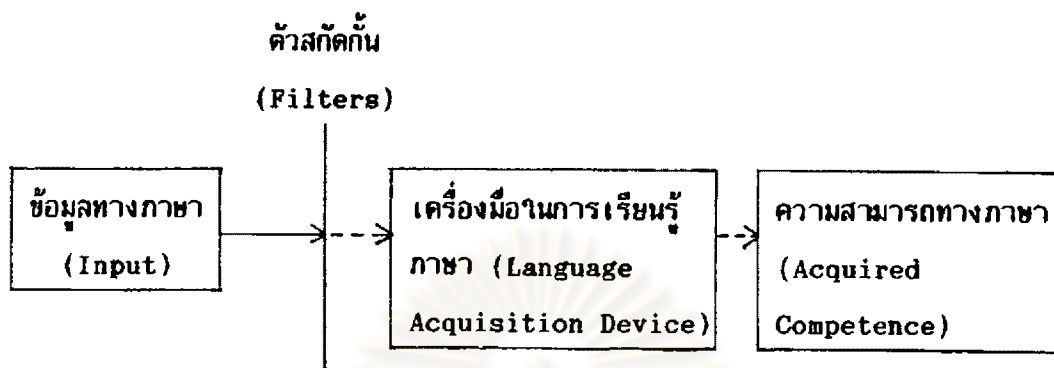 ตัวสกัดกั้น
(Filters)
ข้อมูลทางภาษา
(Input)
เครื่องมือในการเรียนรู้
ภาษา (Language
Acquisition Device)
ความสามารถทางภาษา
(Acquired
Competence)